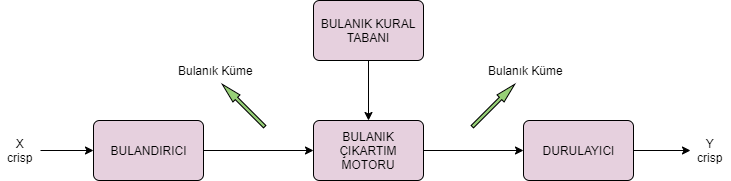 BULANIK KURAL
TABANI
Bulanık Küme
Bulanık Küme
X
crisp
BULANDIRICI
BULANIK
ÇIKARTIM
MOTORU
DURULAYICI
Y
crisp